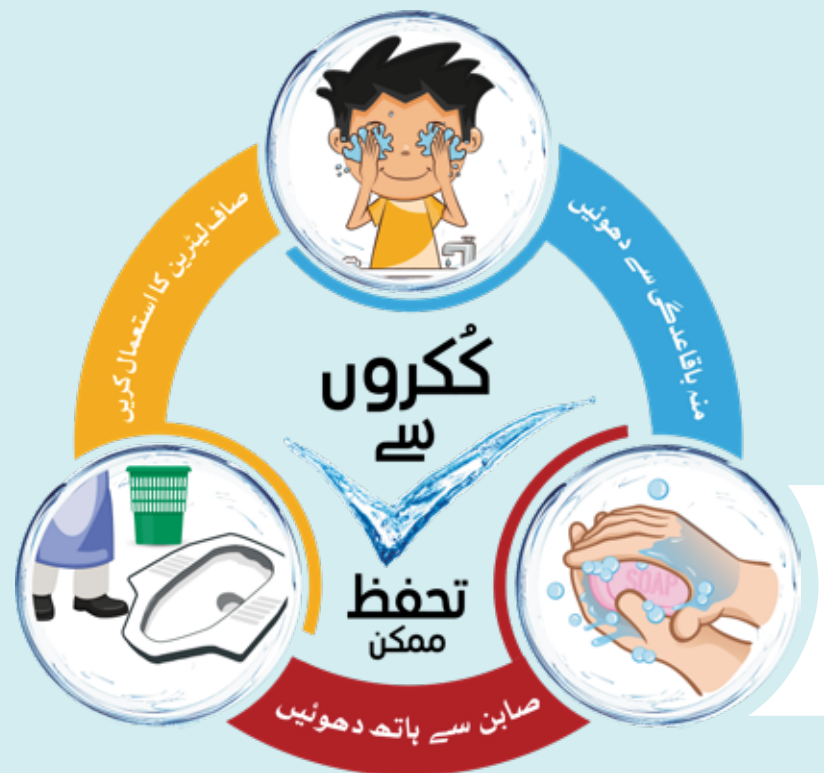 صاف لیٹرین کا استعمال کریں
منہ باقاعدگی سے دھوئیں
کُکروں
سے
تحفظ
ممکن
SOAP
صابن سے ہاتھ دھوئیں